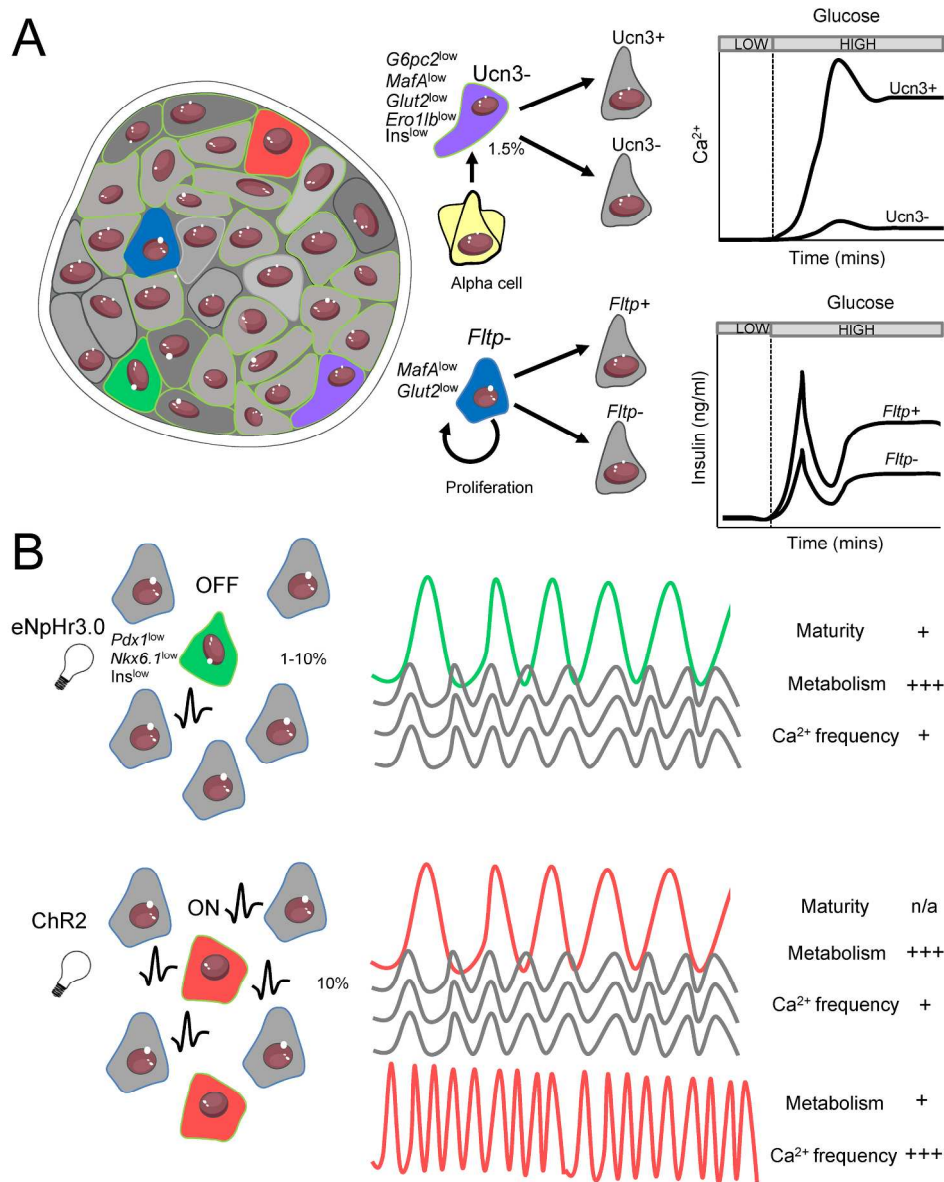 A
G6pc2low
MafAlow
Glut2low
Ero1lblow
Inslow
Ucn3-
1.5%
Ucn3+
Ucn3-
Alpha cell
Glucose
LOW HIGH
Ca2+
Ucn3+
Ucn3-
Time (mins)
Fltp-
MafAlow
Glut2low
Proliferation
Fltp+
Fltp-
Glucose
LOW HIGH
Insulin (ng/ml)
Fltp+
Fltp-
Time (mins)
B
eNpHr3.0
OFF
Pdx1low
Nkx6.1low
Inslow
1-10%
Maturity +
Metabolism +++
Ca2+ frequency +
ChR2
ON
10%
Maturity n/a
Metabolism +++
Ca2+ frequency +
Metabolism +
Ca2+ frequency +++